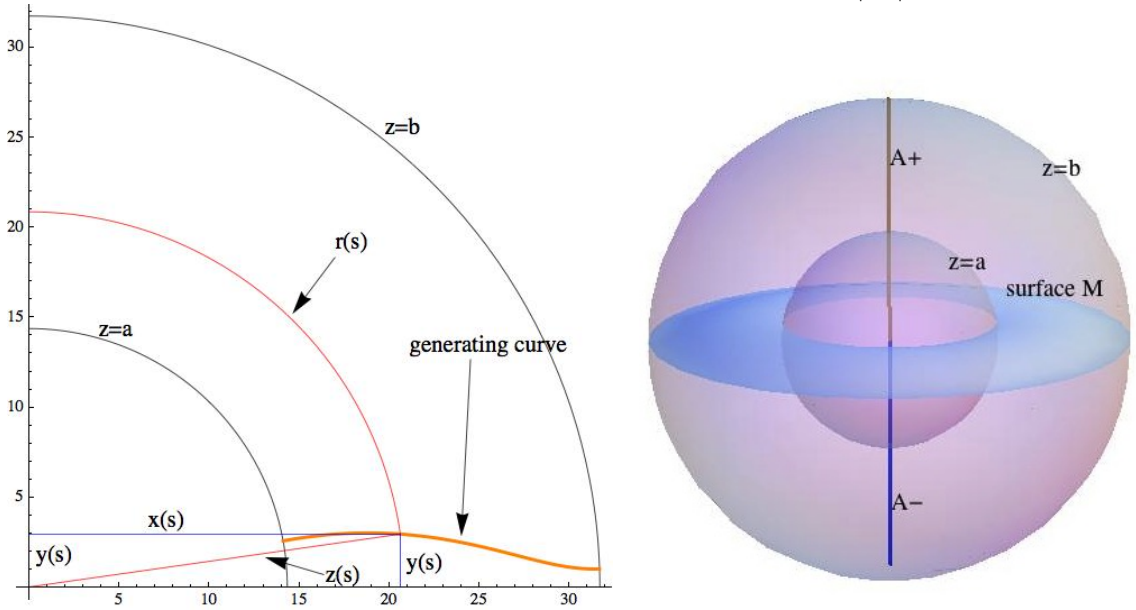 30
25
20
15
10
5
5
10
15
20
25
30
z=b
r(s)
z=a
generating curve
x(s)
y(s)
z(s)
y(s)
A+
z=b
z=a
surface M
A−